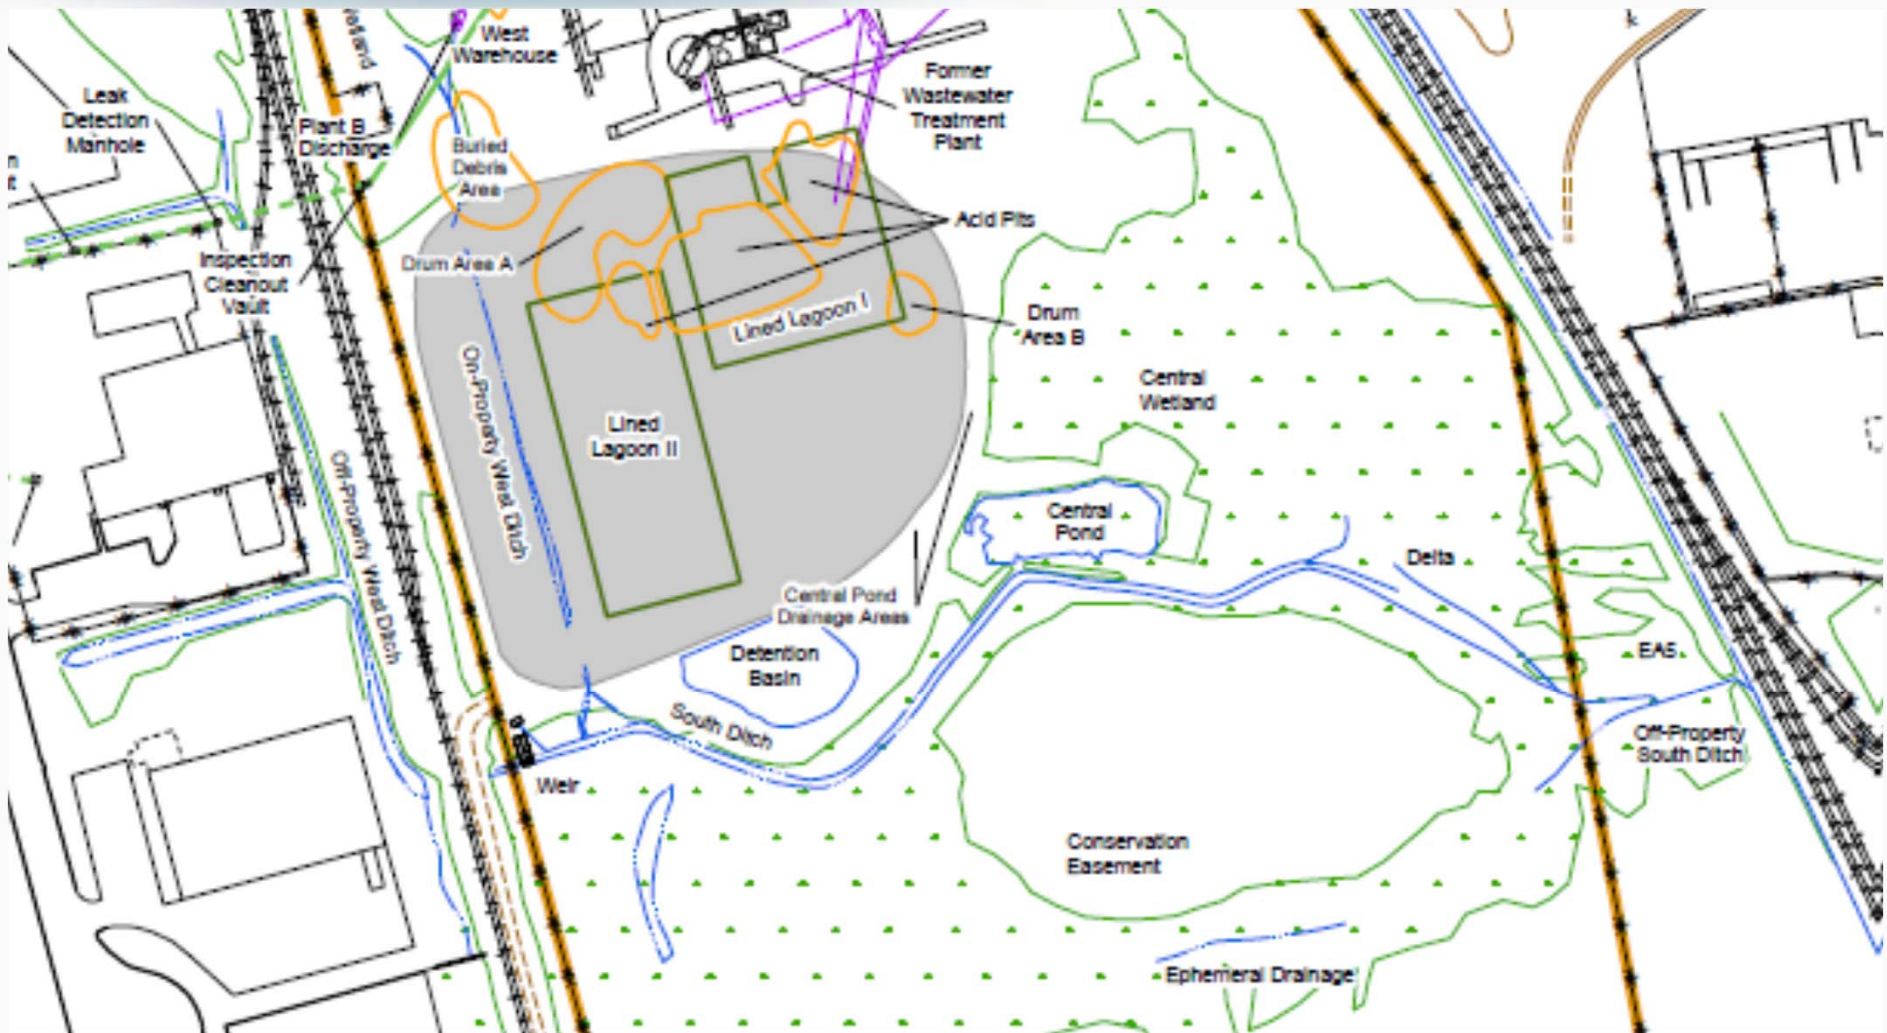 West
Warehouse
Former
Wastewater
Treatment
Plant
Leak
Detection
Manhole
Plant B
Discharge
Buried
Debris
Area
Acid Pits
Inspection
Cleanout
Vault
Drum Area A
Lined Lagoon I
Drum
Area B
Central
Wetland
On-Property West Ditch
Lined
Lagoon II
Off-Property West Ditch
Central
Pond
Delta
Central Pond
Drainage Areas
Detention
Basin
EA5
South Ditch
Off-Property
South Ditch
Weir
Conservation
Easement
Ephemeral Drainage